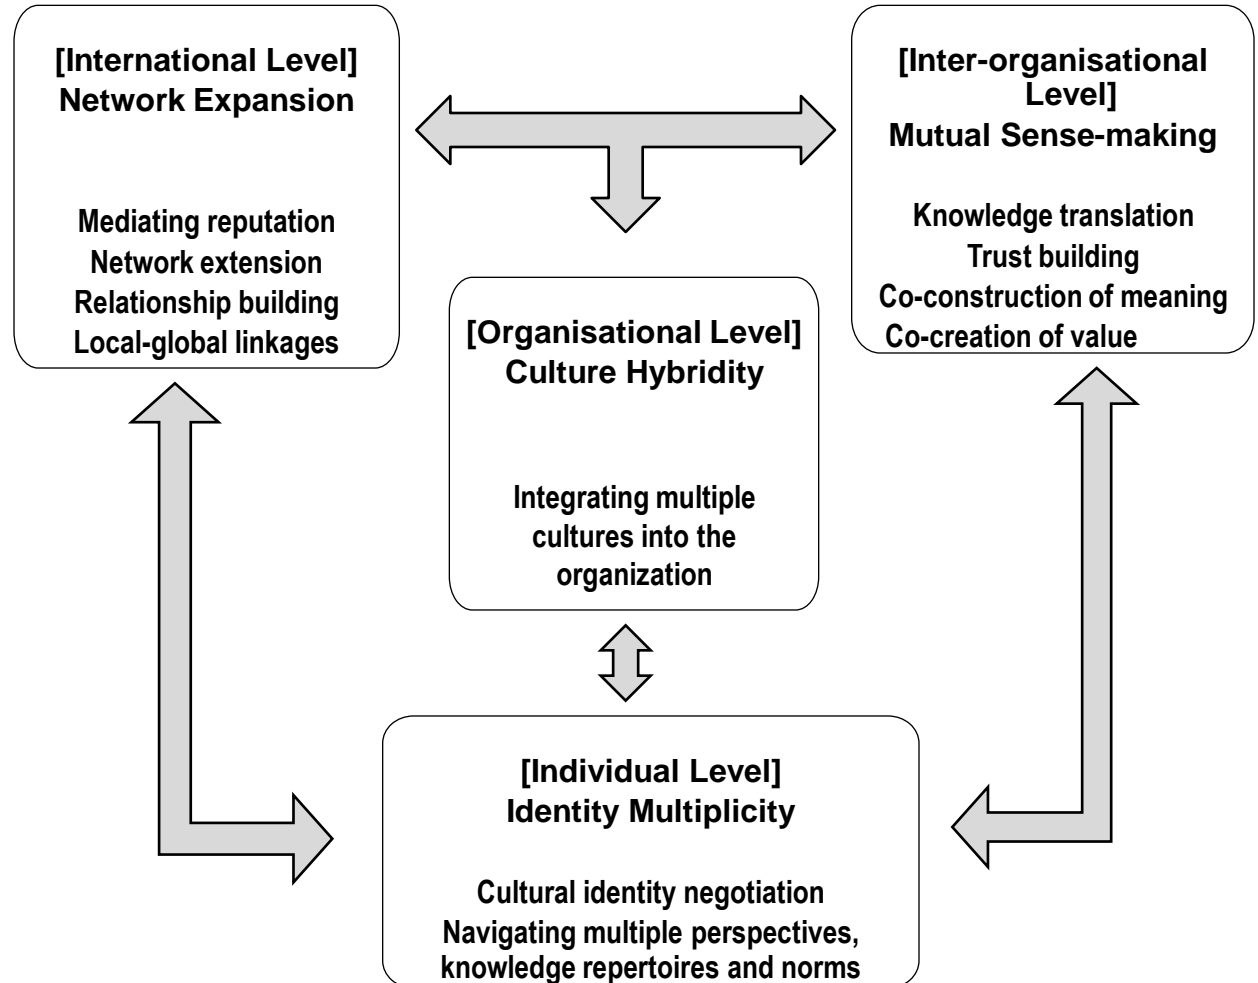 [International Level]
Network Expansion
Mediating reputation
Network extension
Relationship building
Local-global linkages
[Inter-organisational
Level]
Mutual Sense-making
Knowledge translation
Trust building
Co-construction of meaning
Co-creation of value
[Organisational Level]
Culture Hybridity
Integrating multiple
cultures into the
organization
[Individual Level]
Identity Multiplicity
Cultural identity negotiation
Navigating multiple perspectives,
knowledge repertoires and norms